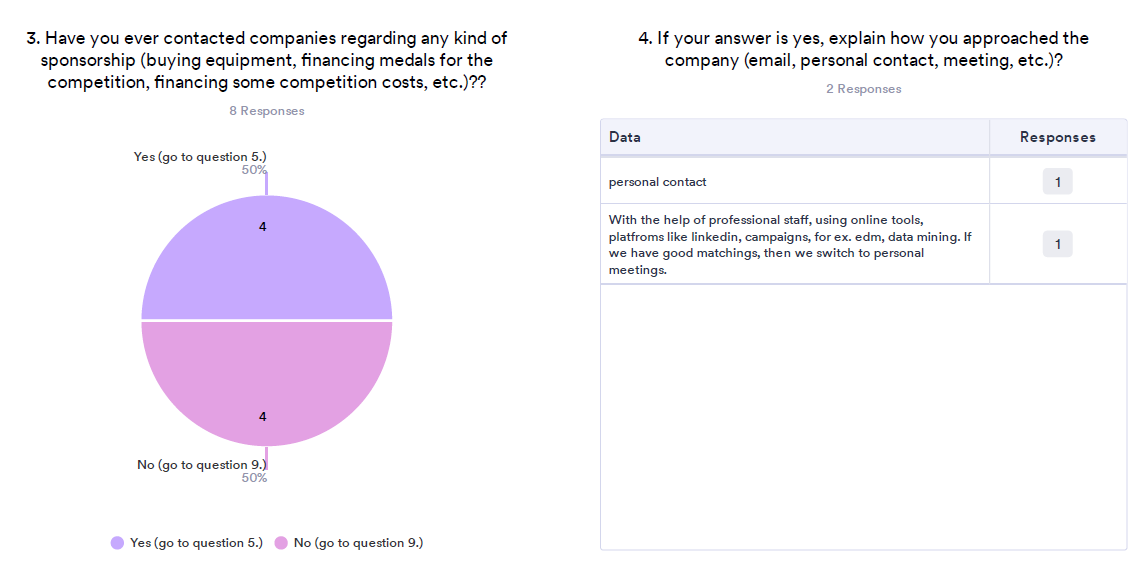 3. Have you ever contacted companies regarding any kind of
sponsorship (buying equipment, financing medals for the
competition, financing some competition costs, etc.)??
8 Responses
Yes (go to question 5.)
50%
4
4
No (go to question 9.)
50%
Yes (go to question 5.)
No (go to question 9.)
4. If your answer is yes, explain how you approached the
company (email, personal contact, meeting, etc.)?
2 Responses
Data
Responses
personal contact
1
With the help of professional staff, using online tools,
platfroms like linkedin, campaigns, for ex. edm, data mining. If
we have good matchings, then we switch to personal
meetings.
1